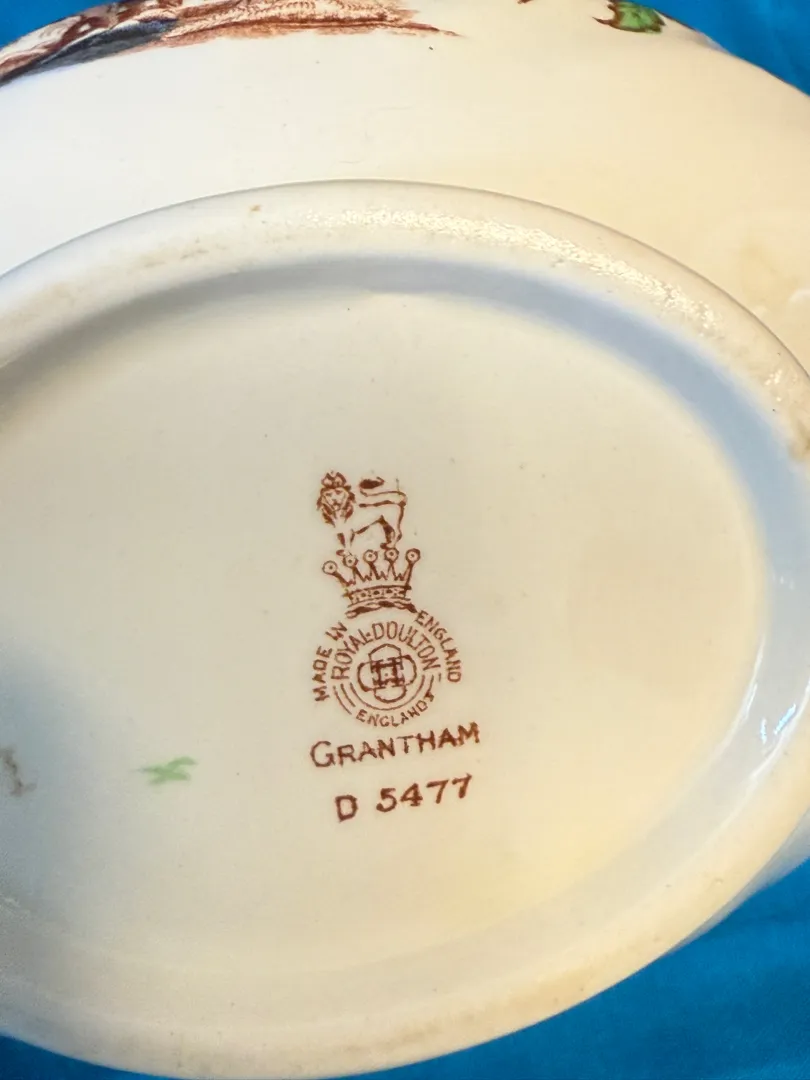 MADE IN ENGLAND
ROYAL·DOULTON
ENGLAND
GRANTHAM
D 5477